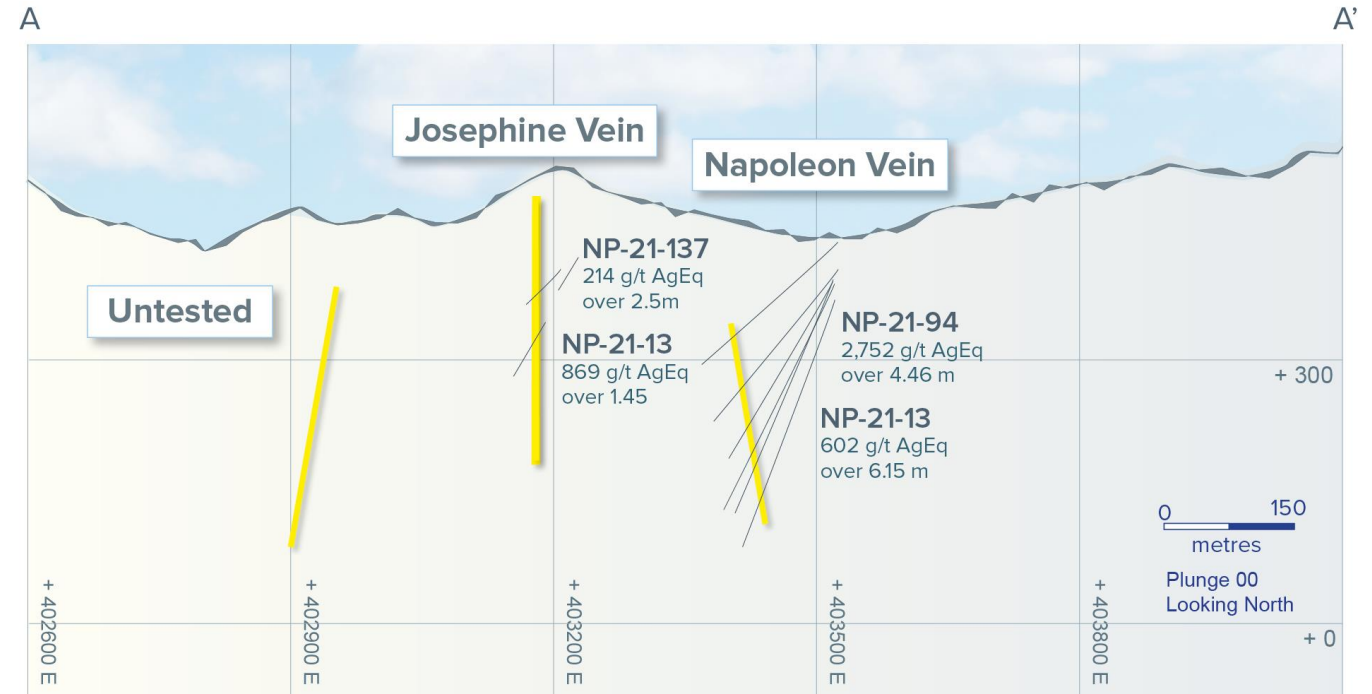 A
A’
Josephine Vein
Napoleon Vein
NP-21-137
214 g/t AgEq
over 2.5m
Untested
NP-21-13
869 g/t AgEq
over 1.45
NP-21-94
2,752 g/t AgEq
over 4.46 m
+ 300
NP-21-13
602 g/t AgEq
over 6.15 m
0
150
metres
Plunge 00
Looking North
+ 402600 E
+ 402900 E
+ 403200 E
+ 403500 E
+ 403800 E
+ 0